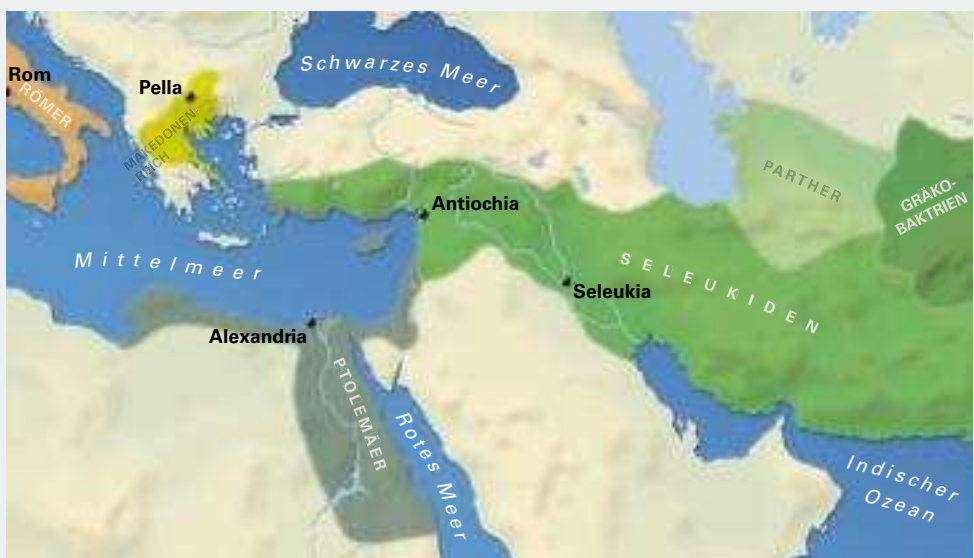 Schwarzes Meer
Rom
RÖMER
Pella
MAKEDONEN
-REICH
PARTHER
GRÄKO-
BAKTRIEN
Antiochia
Mittelmeer
SELEUKIDEN
Seleukia
Alexandria
PTOLEMÄER
Rotes Meer
Indischer
Ozean